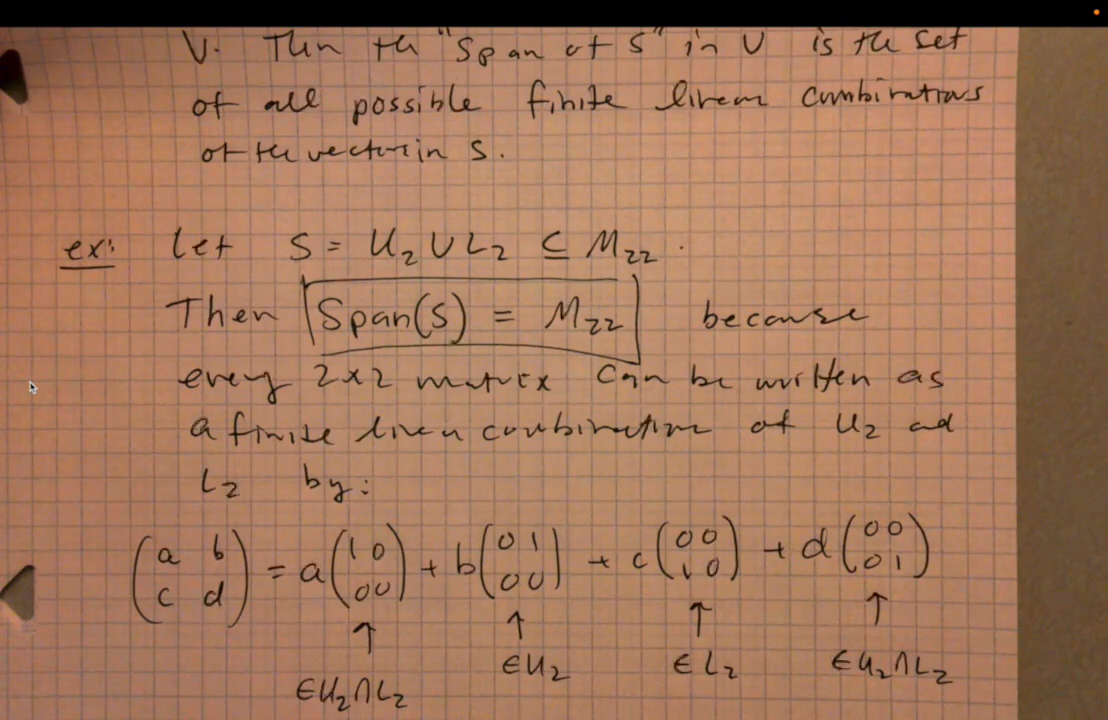 V. Then the "Span of S" in V is the set
of all possible finite linear combinations
of the vectors in S.
ex: Let S = U₂ ∪ L₂ ⊆ M₂₂.
Then Span(S) = M₂₂ because
every 2x2 matrix can be written as
a finite linear combination of U₂ and
L₂ by:
(a b; c d) = a(1 0; 0 0) + b(0 1; 0 0) + c(0 0; 1 0) + d(0 0; 0 1)
↑ ↑ ↑ ↑
∈U₂∩L₂ ∈U₂ ∈L₂ ∈U₂∩L₂